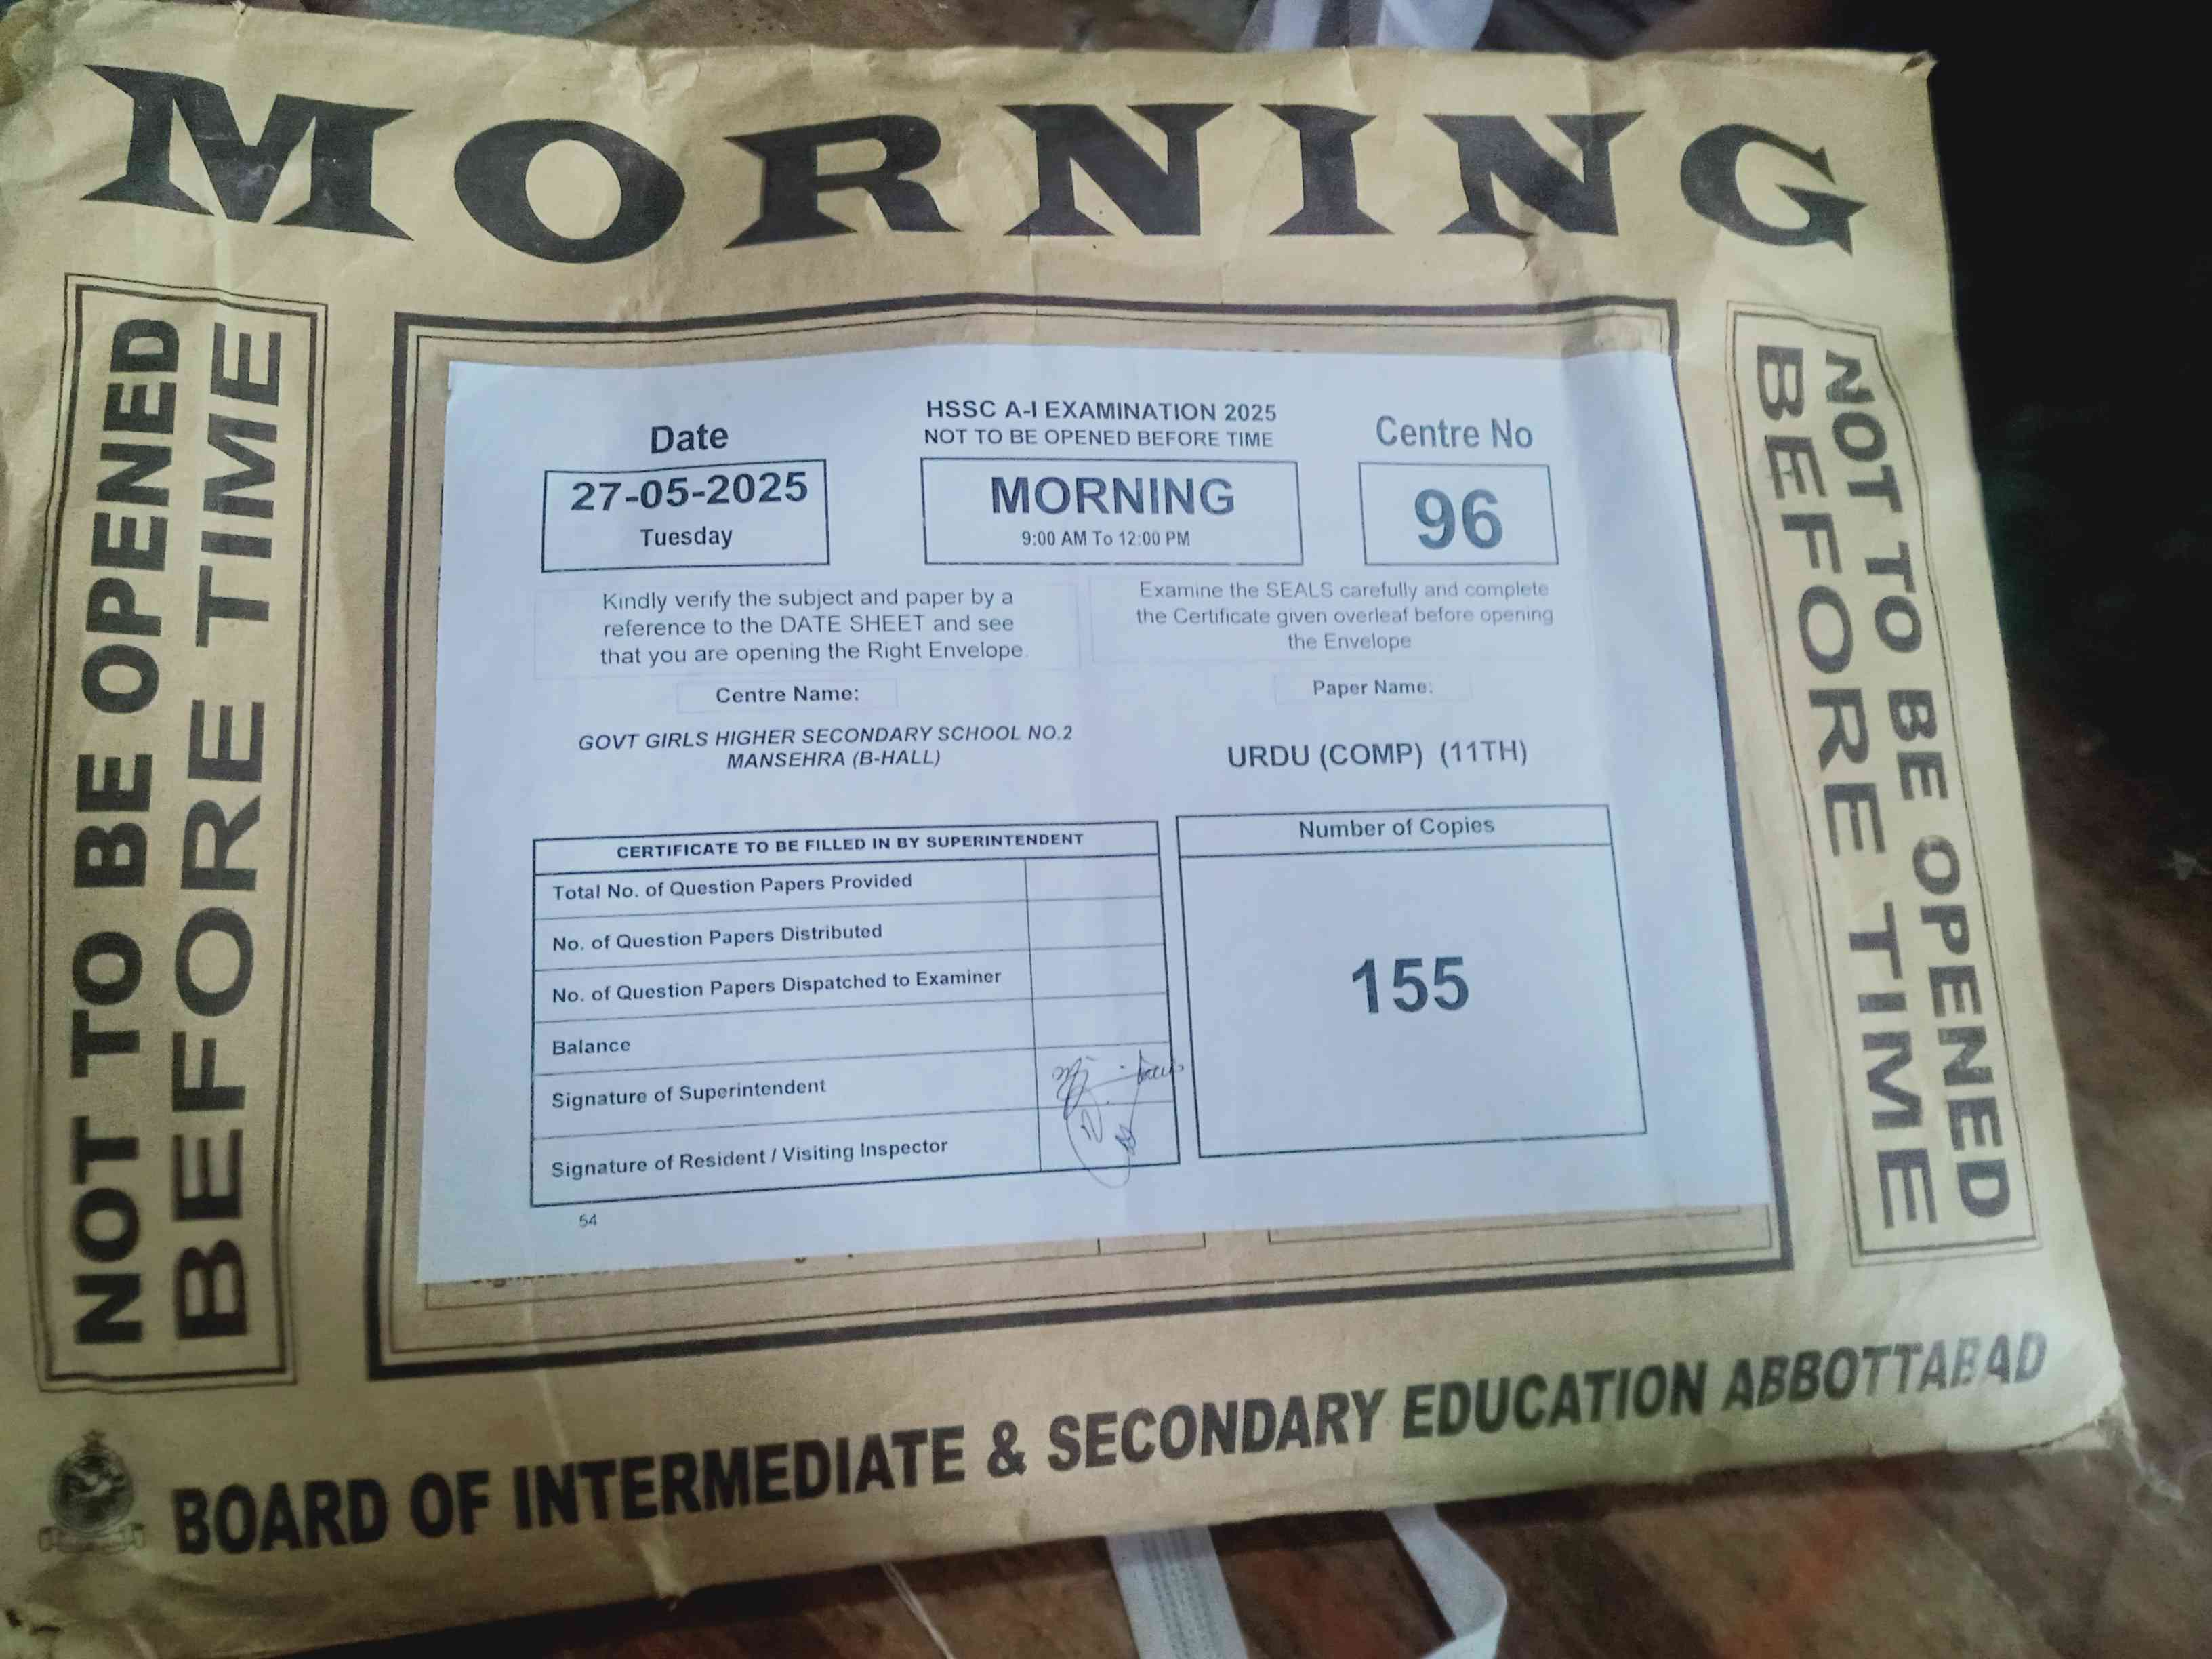 MORNING
NOT TO BE OPENED
BEFORE TIME
HSSC A-I EXAMINATION 2025
NOT TO BE OPENED BEFORE TIME
Date
27-05-2025
Tuesday
MORNING
9:00 AM To 12:00 PM
Centre No
96
Kindly verify the subject and paper by a
reference to the DATE SHEET and see
that you are opening the Right Envelope.
Examine the SEALS carefully and complete
the Certificate given overleaf before opening
the Envelope
Centre Name:
GOVT GIRLS HIGHER SECONDARY SCHOOL NO.2
MANSEHRA (B-HALL)
Paper Name:
URDU (COMP) (11TH)
CERTIFICATE TO BE FILLED IN BY SUPERINTENDENT
Total No. of Question Papers Provided
No. of Question Papers Distributed
No. of Question Papers Dispatched to Examiner
Balance
Signature of Superintendent
Signature of Resident / Visiting Inspector
Number of Copies
155
54
NOT TO BE OPENED
BEFORE TIME
BOARD OF INTERMEDIATE & SECONDARY EDUCATION ABBOTTABAD